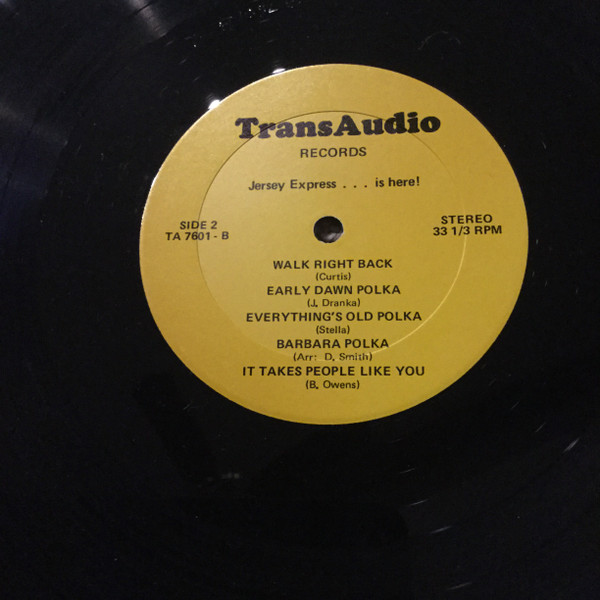 TransAudio
RECORDS
Jersey Express . . . is here!
SIDE 2
TA 7601 - B
STEREO
33 1/3 RPM
WALK RIGHT BACK
(Curtis)
EARLY DAWN POLKA
(J. Dranka)
EVERYTHING'S OLD POLKA
(Stella)
BARBARA POLKA
(Arr: D. Smith)
IT TAKES PEOPLE LIKE YOU
(B. Owens)